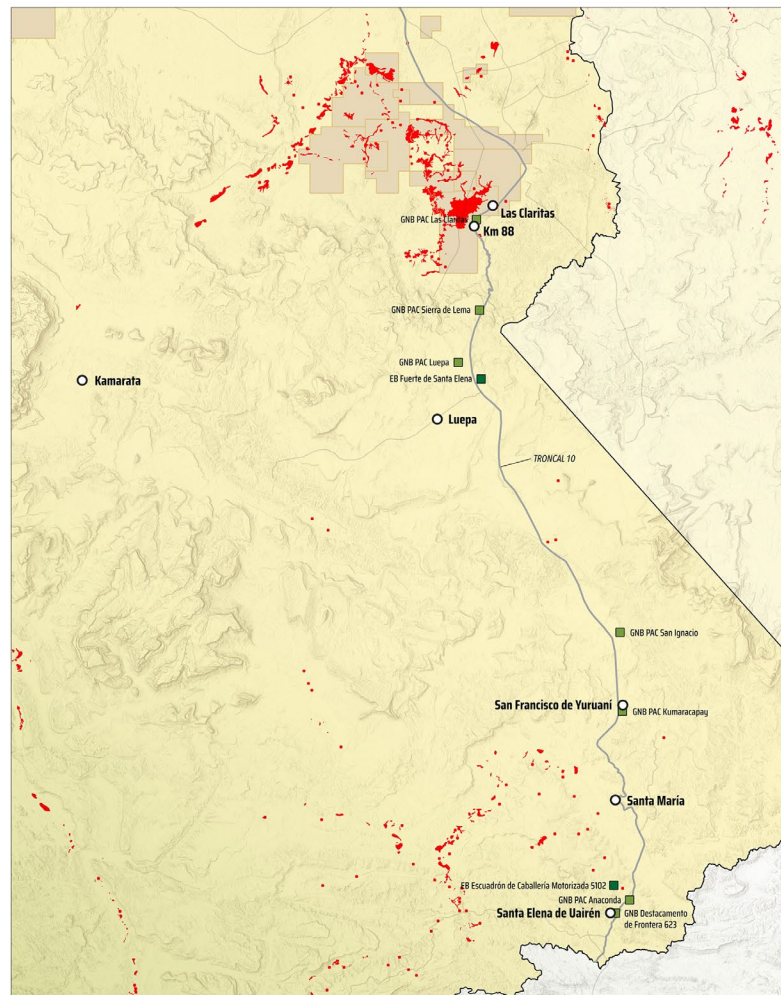 Las Claritas
GNB PAC Las Claritas
Km 88
GNB PAC Sierra de Lema
GNB PAC Luepa
EB Fuerte de Santa Elena
Kamarata
Luepa
TRONCAL 10
GNB PAC San Ignacio
San Francisco de Yuruaní
GNB PAC Kumaracapay
Santa María
EB Escuadrón de Caballería Motorizada 5102
GNB PAC Anaconda
Santa Elena de Uairén
GNB Destacamento
de Frontera 623